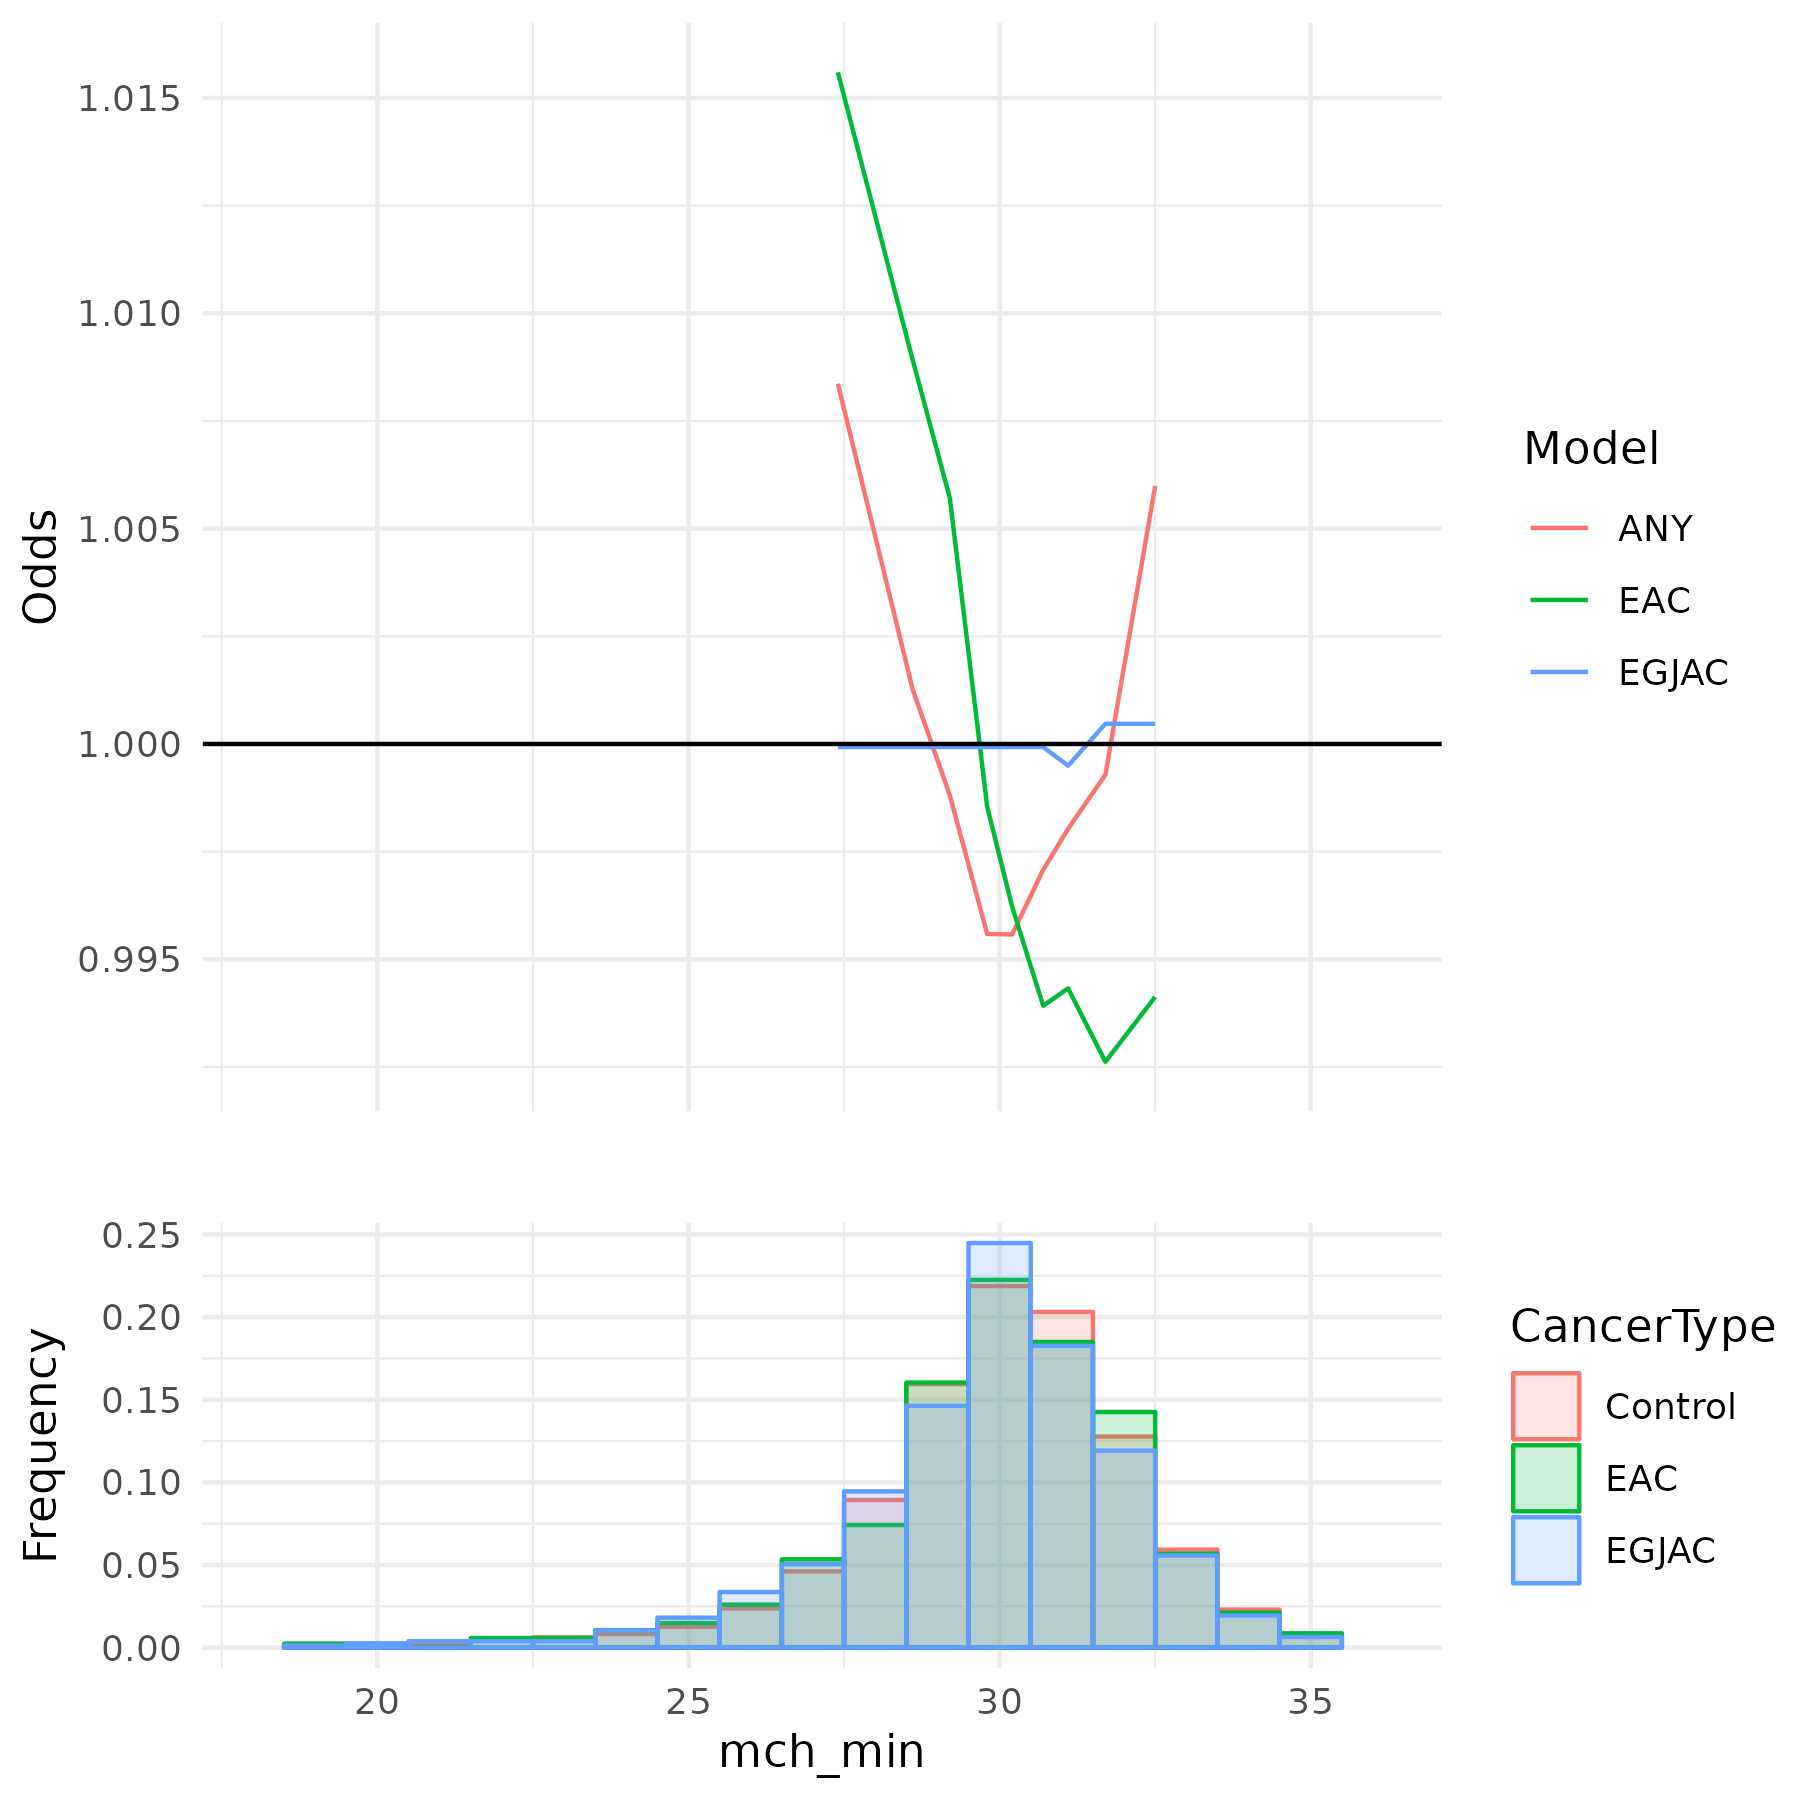 1.015
1.010
1.005
1.000
0.995
Odds
Model
ANY
EAC
EGJAC
0.25
0.20
0.15
0.10
0.05
0.00
Frequency
20 25 30 35
mch_min
CancerType
Control
EAC
EGJAC